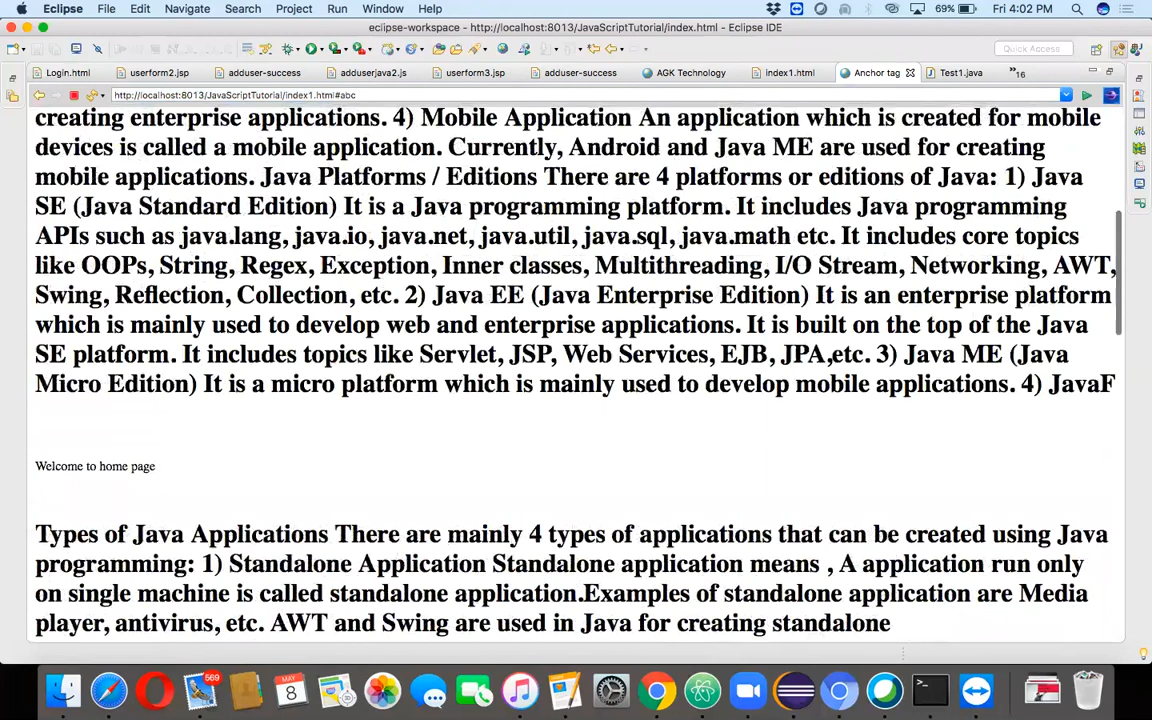 Eclipse File Edit Navigate Search Project Run Window Help 69% Fri 4:02 PM
eclipse-workspace - http://localhost:8013/JavaScriptTutorial/index.html - Eclipse IDE
Quick Access
Login.html userform2.jsp adduser-success adduserjava2.js userform3.jsp adduser-success AGK Technology index1.html Anchor tag Test1.java »16
http://localhost:8013/JavaScriptTutorial/index1.html#abc
creating enterprise applications. 4) Mobile Application An application which is created for mobile
devices is called a mobile application. Currently, Android and Java ME are used for creating
mobile applications. Java Platforms / Editions There are 4 platforms or editions of Java: 1) Java
SE (Java Standard Edition) It is a Java programming platform. It includes Java programming
APIs such as java.lang, java.io, java.net, java.util, java.sql, java.math etc. It includes core topics
like OOPs, String, Regex, Exception, Inner classes, Multithreading, I/O Stream, Networking, AWT,
Swing, Reflection, Collection, etc. 2) Java EE (Java Enterprise Edition) It is an enterprise platform
which is mainly used to develop web and enterprise applications. It is built on the top of the Java
SE platform. It includes topics like Servlet, JSP, Web Services, EJB, JPA,etc. 3) Java ME (Java
Micro Edition) It is a micro platform which is mainly used to develop mobile applications. 4) JavaF
Welcome to home page
Types of Java Applications There are mainly 4 types of applications that can be created using Java
programming: 1) Standalone Application Standalone application means , A application run only
on single machine is called standalone application.Examples of standalone application are Media
player, antivirus, etc. AWT and Swing are used in Java for creating standalone
569
MAY
8